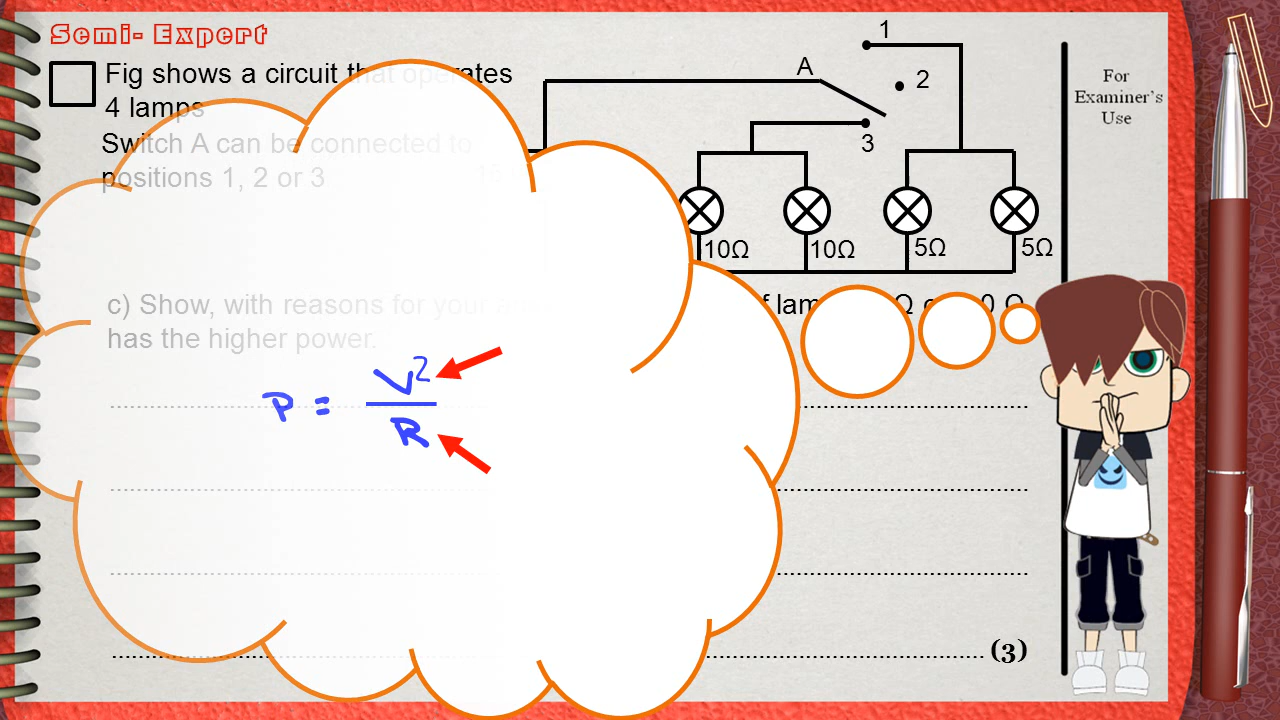 Semi- Expert
Fig shows a circuit that operates
4 lamps
Switch A can be connected to
positions 1, 2 or 3
1
A
2
3
10Ω
10Ω
5Ω
5Ω
For
Examiner's
Use
c) Show, with reasons for your
Ω
Ω
has the higher power.
P = V²
R
(3)